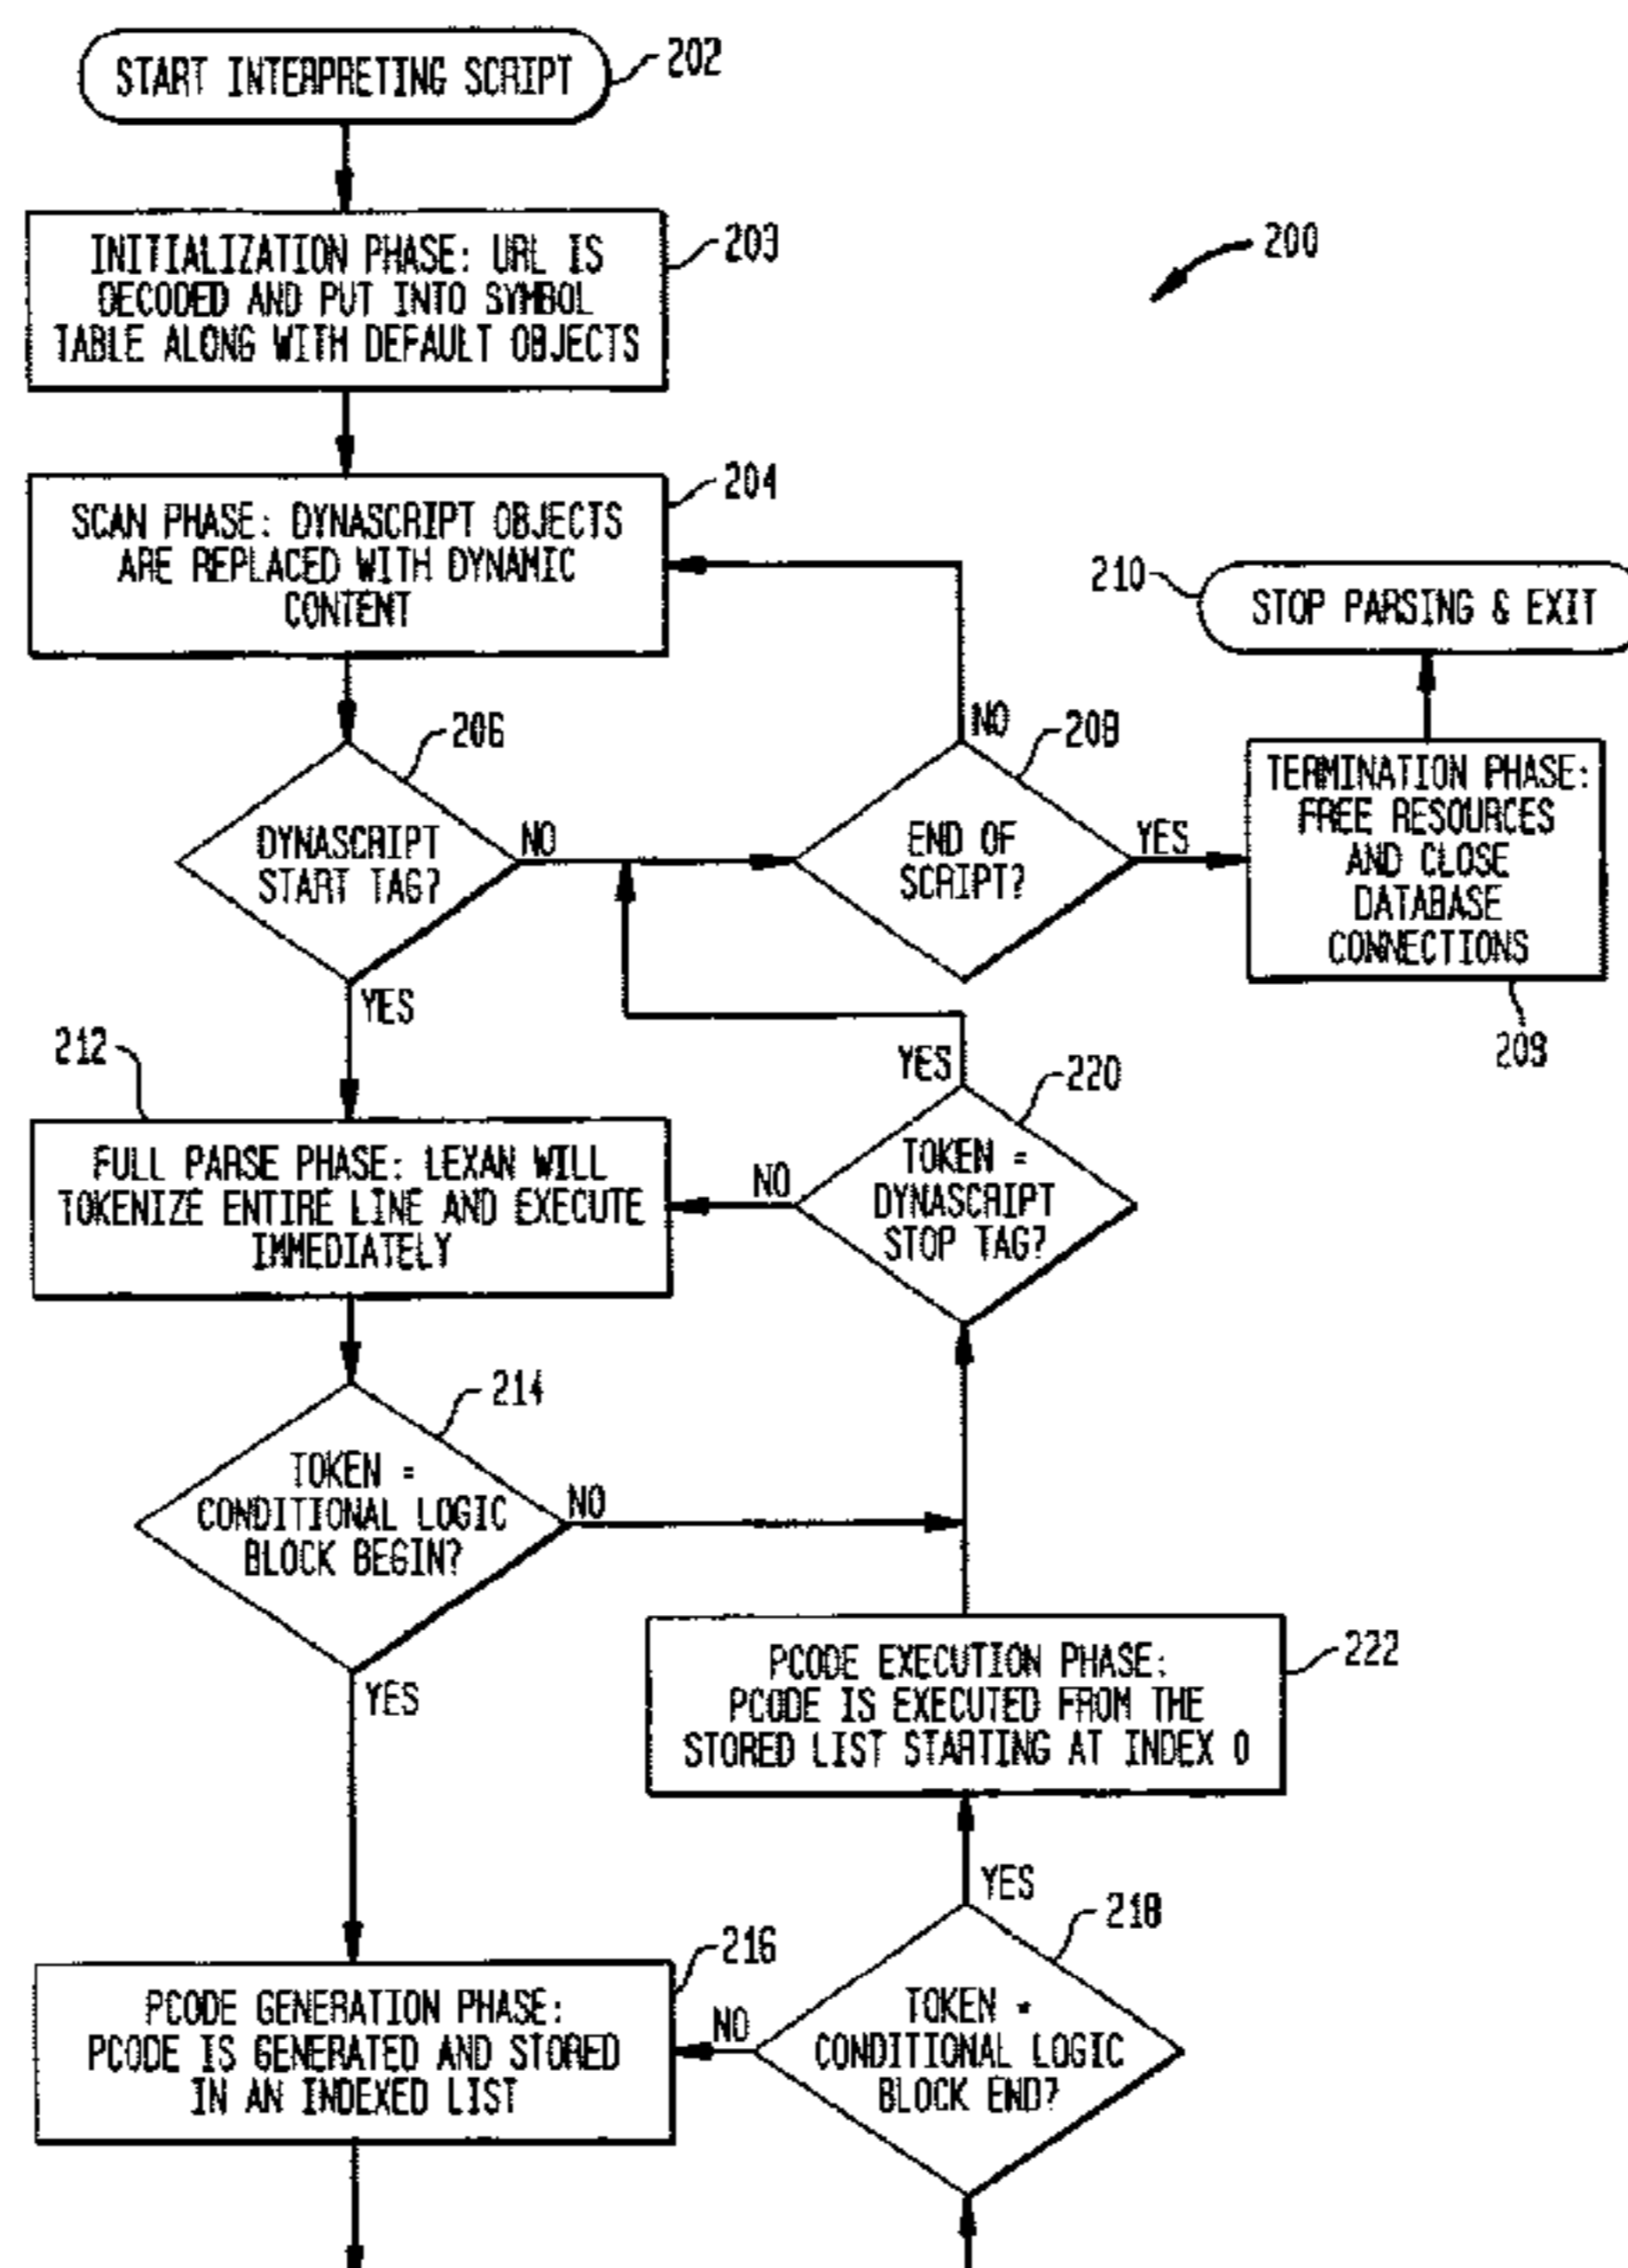 START INTERPRETING SCRIPT
202
INITIALIZATION PHASE: URL IS
DECODED AND PUT INTO SYMBOL
TABLE ALONG WITH DEFAULT OBJECTS
203
200
SCAN PHASE: DYNASCRIPT OBJECTS
ARE REPLACED WITH DYNAMIC
CONTENT
204
210
STOP PARSING & EXIT
DYNASCRIPT
START TAG?
206
NO
YES
END OF
SCRIPT?
208
NO
YES
TERMINATION PHASE:
FREE RESOURCES
AND CLOSE
DATABASE
CONNECTIONS
209
212
FULL PARSE PHASE: LEXAN WILL
TOKENIZE ENTIRE LINE AND EXECUTE
IMMEDIATELY
YES
220
NO
TOKEN =
DYNASCRIPT
STOP TAG?
214
TOKEN =
CONDITIONAL LOGIC
BLOCK BEGIN?
NO
YES
PCODE EXECUTION PHASE:
PCODE IS EXECUTED FROM THE
STORED LIST STARTING AT INDEX 0
222
YES
218
216
PCODE GENERATION PHASE:
PCODE IS GENERATED AND STORED
IN AN INDEXED LIST
NO
TOKEN =
CONDITIONAL LOGIC
BLOCK END?